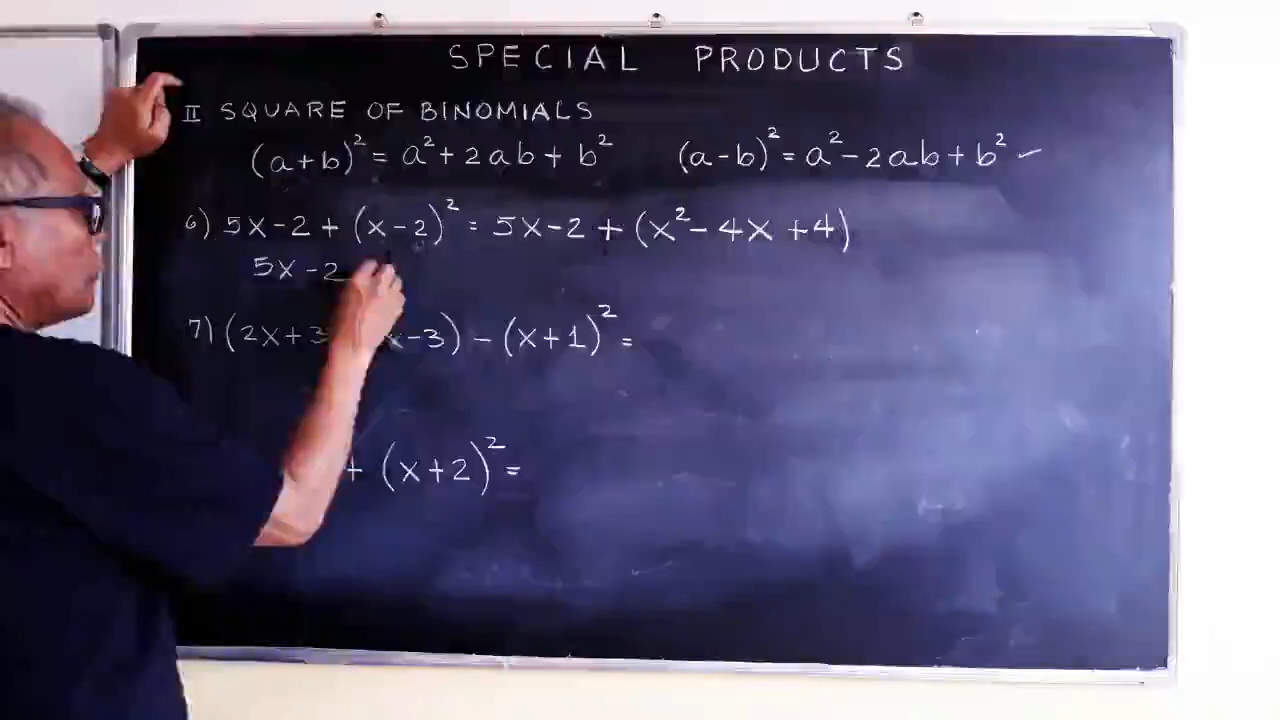 SPECIAL PRODUCTS
II SQUARE OF BINOMIALS
(a+b)² = a² + 2ab + b² (a-b)² = a² - 2ab + b² ✓
6) 5x-2 + (x-2)² = 5x-2 + (x² - 4x + 4)
5x - 2
7) (2x+3 x-3) - (x+1)² =
+ (x+2)² =